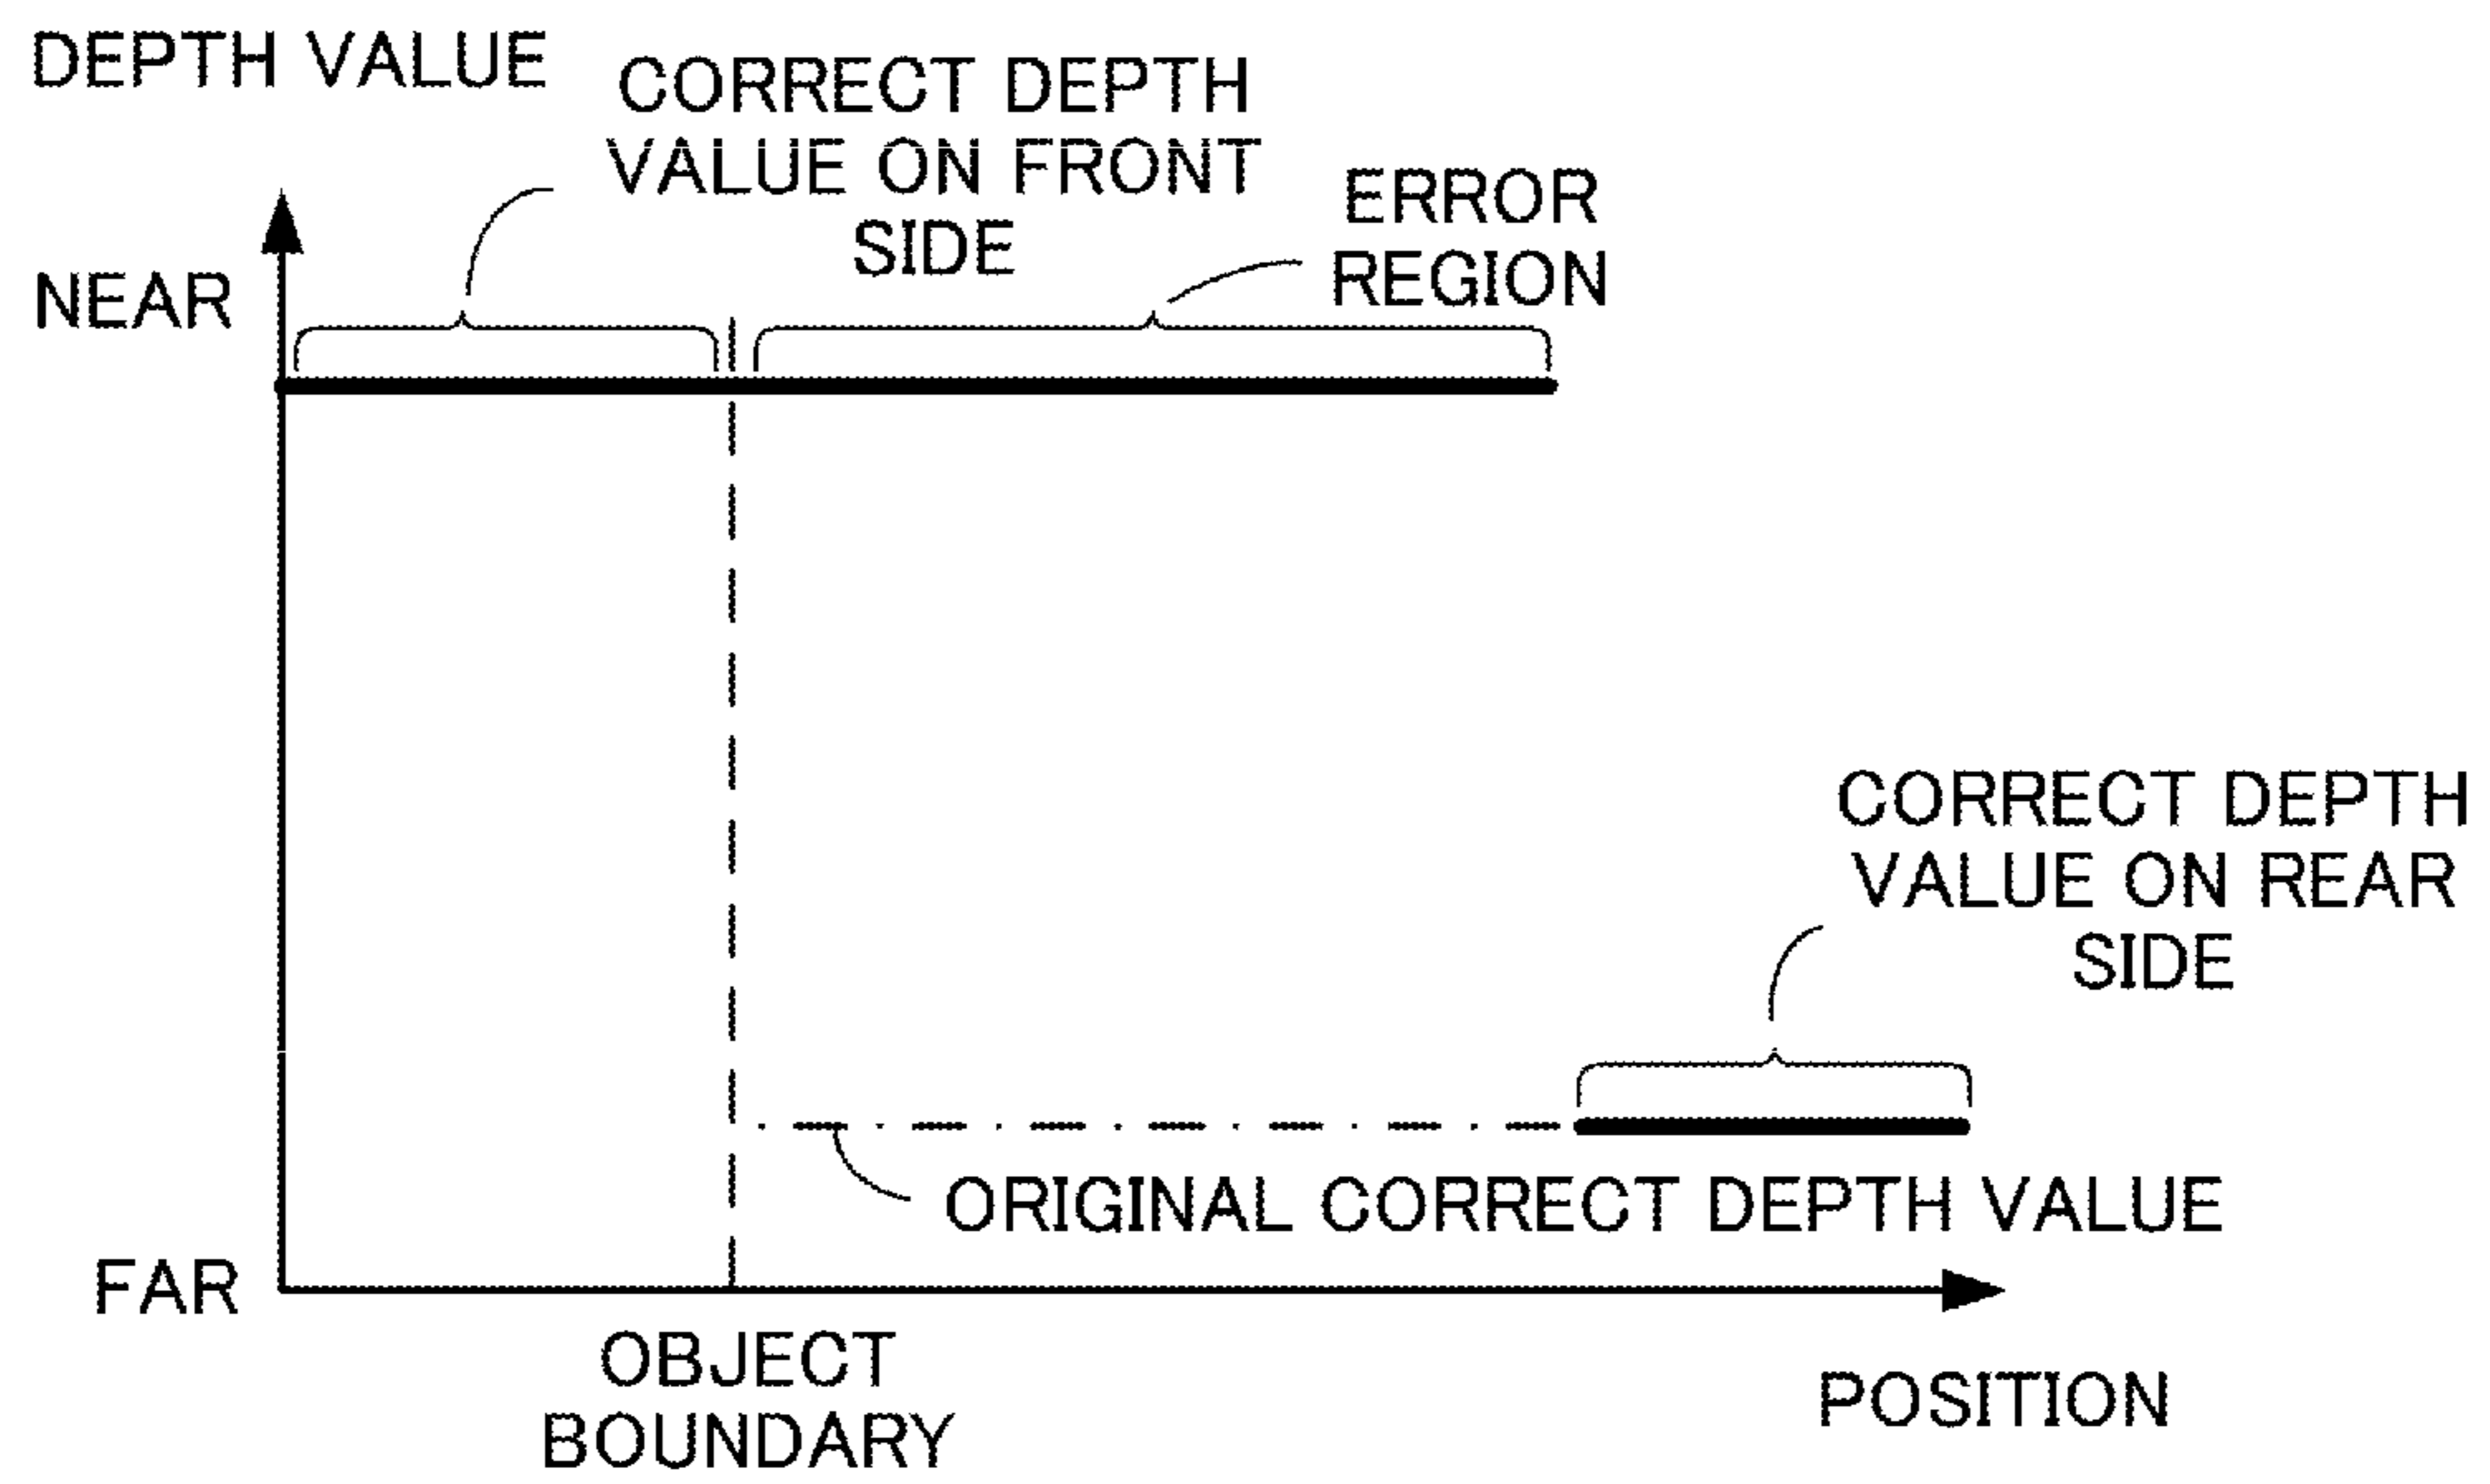 DEPTH VALUE
CORRECT DEPTH
VALUE ON FRONT
SIDE
ERROR
REGION
NEAR
CORRECT DEPTH
VALUE ON REAR
SIDE
ORIGINAL CORRECT DEPTH VALUE
FAR
OBJECT
BOUNDARY
POSITION